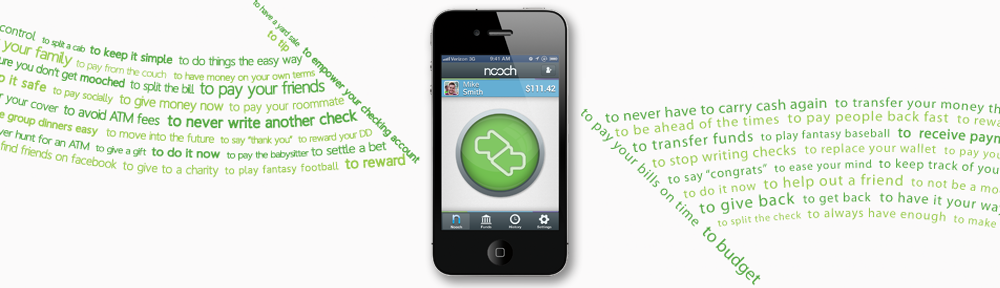 to have a yard sale
to tip
to empower your checking account
control to split a cab to keep it simple to do things the easy way
your family to pay from the couch to have money on your own terms
ure you don't get mooched to split the bill to pay your friends
p it safe to pay socially to give money now to pay your roommate
r your cover to avoid ATM fees to never write another check
e group dinners easy to move into the future to say "thank you" to reward your DD
ver hunt for an ATM to give a gift to do it now to pay the babysitter to settle a bet
find friends on facebook to give to a charity to play fantasy football to reward
Verizon 3G 9:41 AM
nooch
Mike
Smith
$111.42
Nooch Funds History Settings
to never have to carry cash again to transfer your money th
to be ahead of the times to pay people back fast to rewa
to transfer funds to play fantasy baseball to receive paym
to stop writing checks to replace your wallet to pay you
to say "congrats" to ease your mind to keep track of you
to do it now to help out a friend to not be a moo
to give back to get back to have it your way
to split the check to always have enough to make
to pay your bills on time to budget